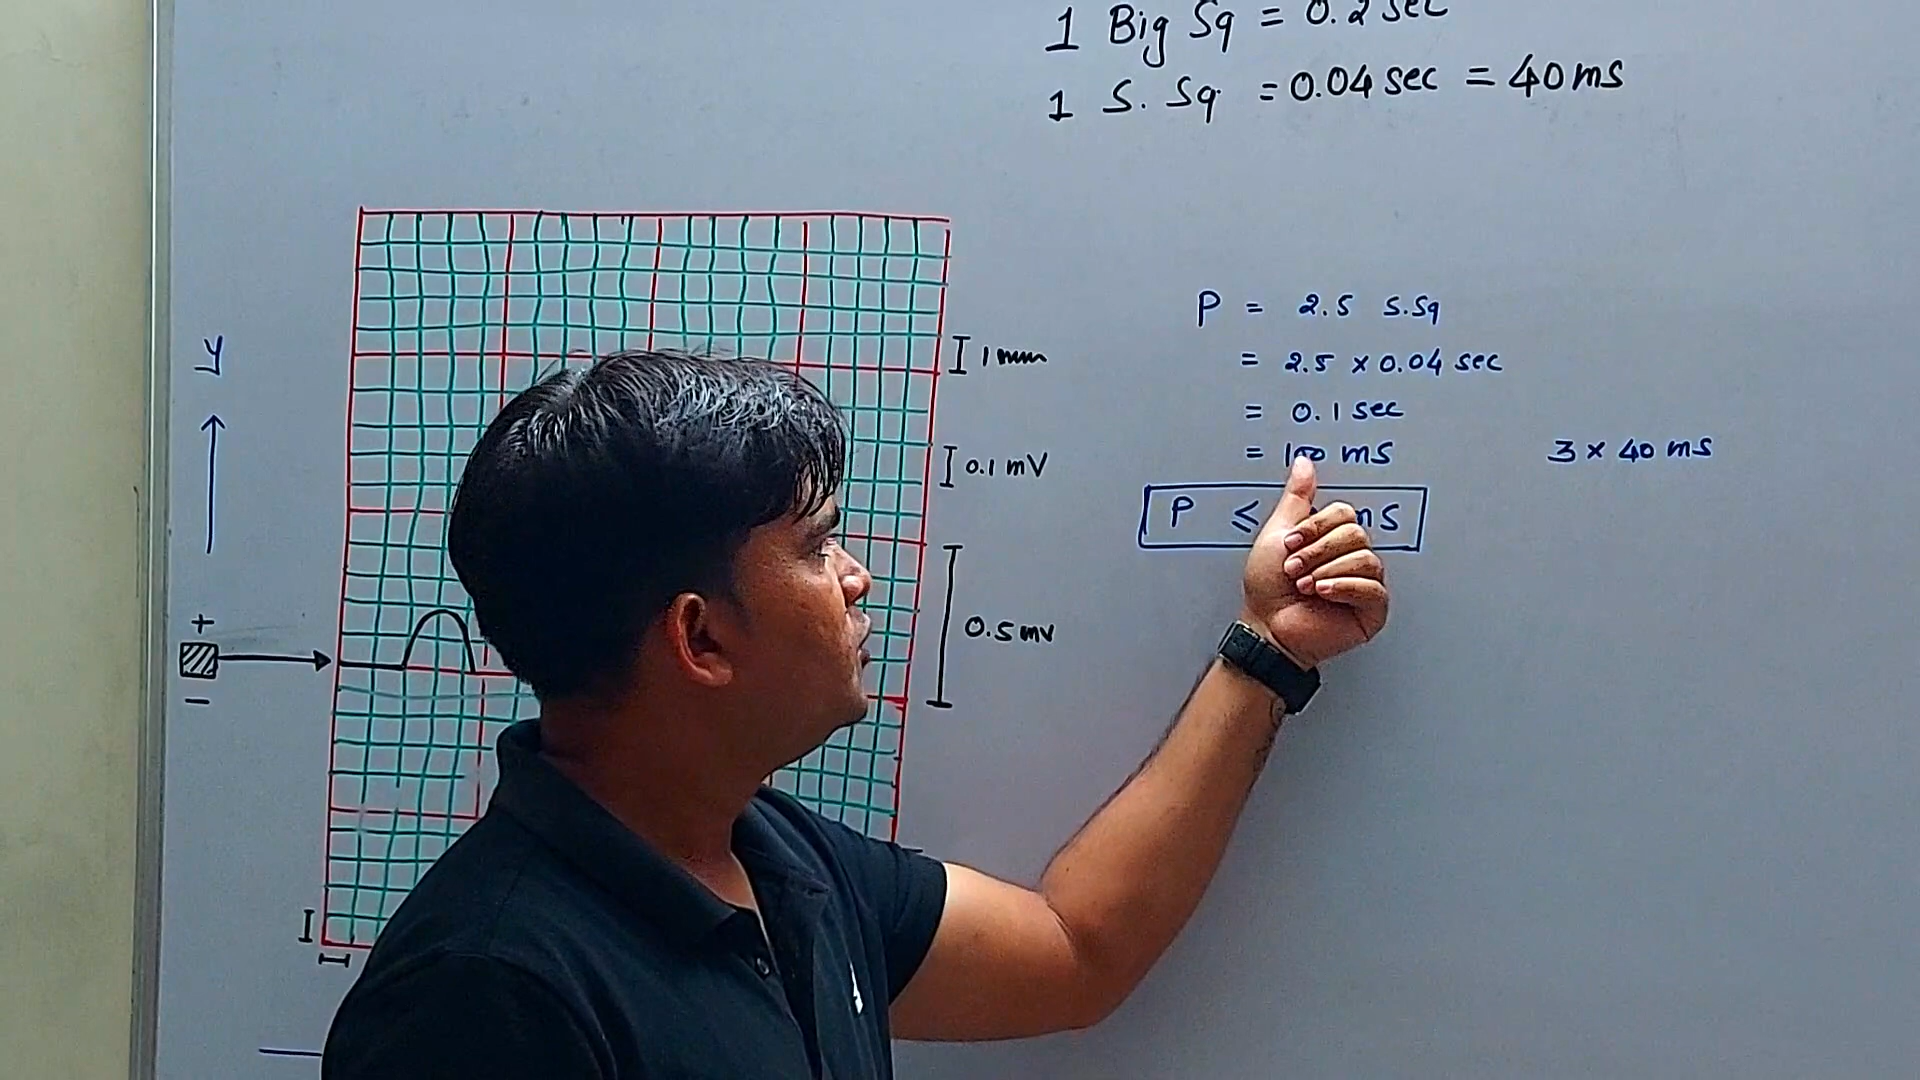 1 Big Sq = 0.2 sec
1 S. Sq = 0.04 sec = 40 ms
y
+
-
1 mm
0.1 mV
0.5 mV
P = 2.5 S.Sq
= 2.5 × 0.04 sec
= 0.1 sec
= 100 ms
3 × 40 ms
P ≤ ms